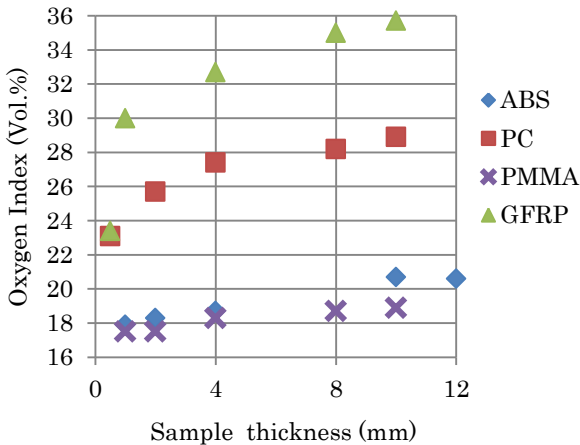 Oxygen Index (Vol.%)
36
34
32
30
28
26
24
22
20
18
16
0
4
8
12
Sample thickness (mm)
ABS
PC
PMMA
GFRP